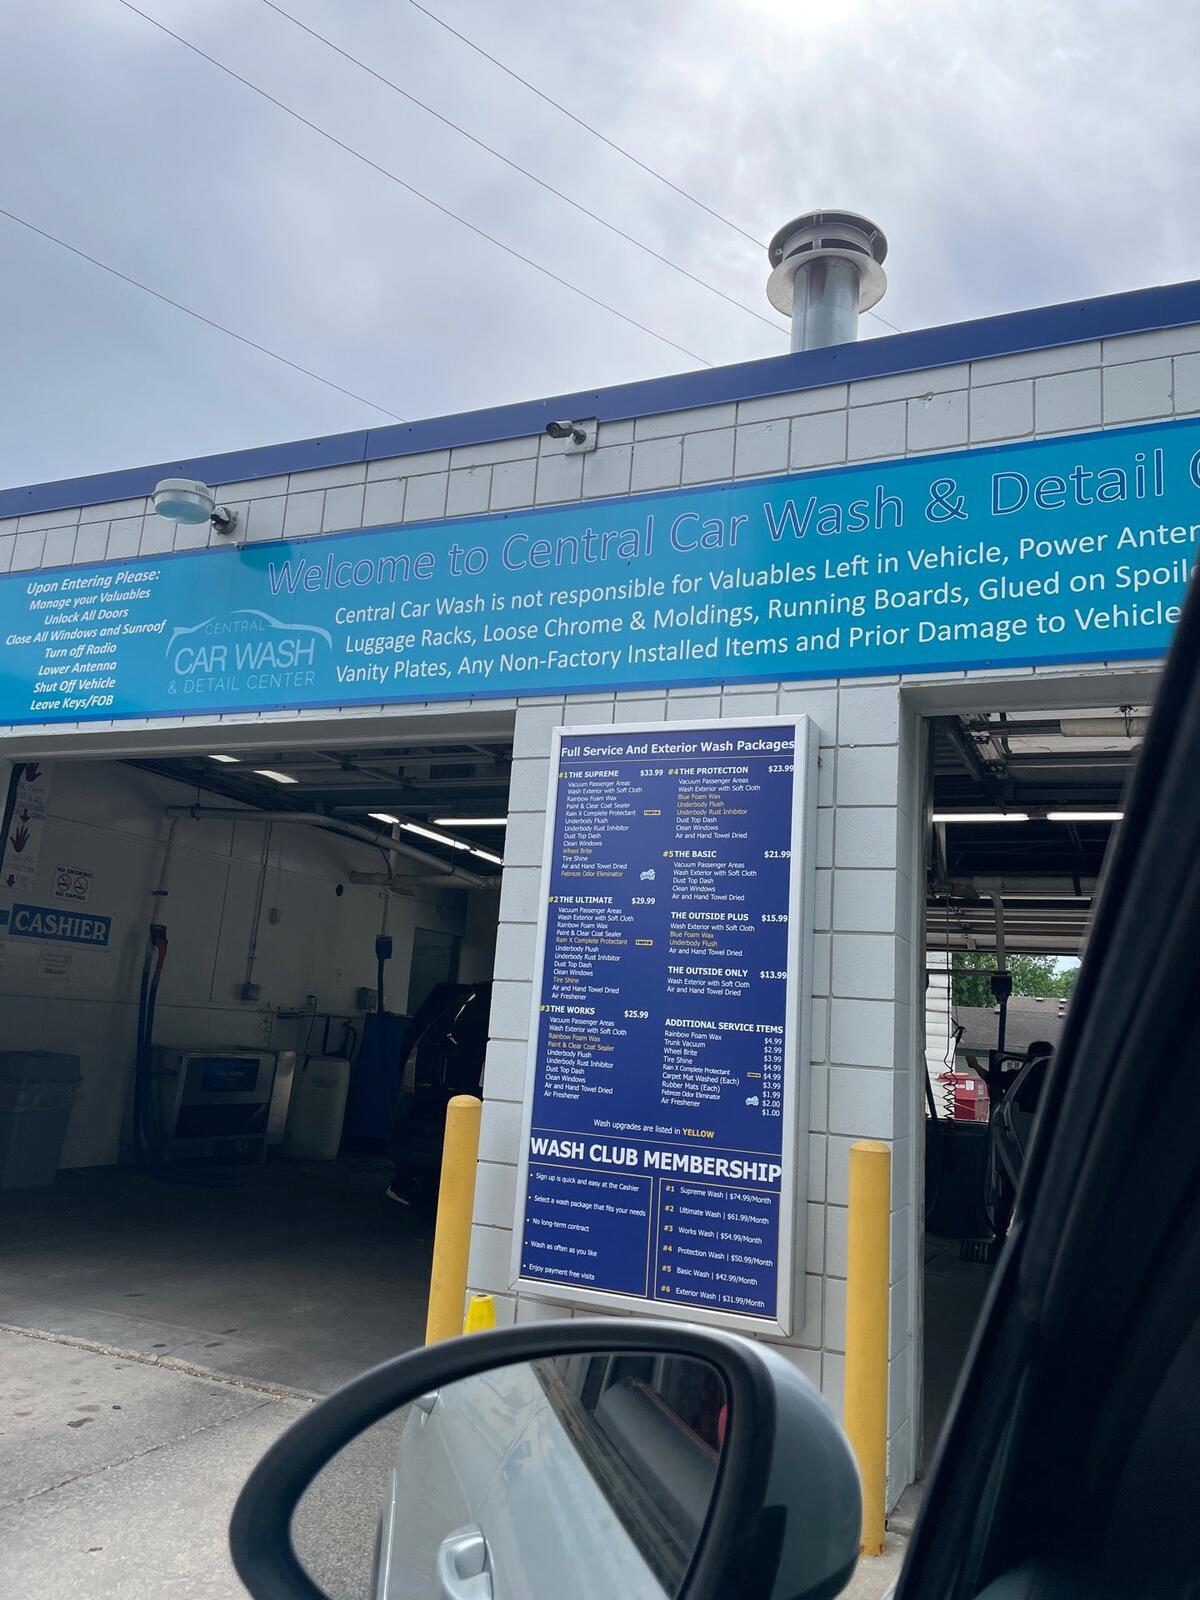 Welcome to Central Car Wash & Detail
Central Car Wash is not responsible for Valuables Left in Vehicle, Power
Luggage Racks, Loose Chrome & Moldings, Running Boards, Glued on
Vanity Plates, Any Non-Factory Installed Items and Prior Damage to Vehicle
Upon Entering Please:
Manage your Valuables
Unlock All Doors
Close All Windows and Sunroof
Turn off Radio
Lower Antenna
Shut Off Vehicle
Leave Keys/FOB
CENTRAL
CAR WASH
& DETAIL CENTER
NO SMOKING
NO VAPING
CASHIER
Full Service And Exterior Wash Packages
#1 THE SUPREME $33.99
Vacuum Passenger Areas
Wash Exterior with Soft Cloth
Rainbow Foam Wax
Paint & Clear Coat Sealer
Rain X Complete Protectant
Underbody Flush
Underbody Rust Inhibitor
Dust Top Dash
Clean Windows
Wheel Brite
Tire Shine
Air and Hand Towel Dried
Febreze Odor Eliminator
#2 THE ULTIMATE $29.99
Vacuum Passenger Areas
Wash Exterior with Soft Cloth
Rainbow Foam Wax
Paint & Clear Coat Sealer
Rain X Complete Protectant
Underbody Flush
Underbody Rust Inhibitor
Dust Top Dash
Clean Windows
Tire Shine
Air and Hand Towel Dried
Air Freshener
#3 THE WORKS $25.99
Vacuum Passenger Areas
Wash Exterior with Soft Cloth
Rainbow Foam Wax
Paint & Clear Coat Sealer
Underbody Flush
Underbody Rust Inhibitor
Dust Top Dash
Clean Windows
Air and Hand Towel Dried
Air Freshener
#4 THE PROTECTION $23.99
Vacuum Passenger Areas
Wash Exterior with Soft Cloth
Blue Foam Wax
Underbody Flush
Underbody Rust Inhibitor
Dust Top Dash
Clean Windows
Air and Hand Towel Dried
#5 THE BASIC $21.99
Vacuum Passenger Areas
Wash Exterior with Soft Cloth
Dust Top Dash
Clean Windows
Air and Hand Towel Dried
THE OUTSIDE PLUS $15.99
Wash Exterior with Soft Cloth
Blue Foam Wax
Underbody Flush
Air and Hand Towel Dried
THE OUTSIDE ONLY $13.99
Wash Exterior with Soft Cloth
Air and Hand Towel Dried
ADDITIONAL SERVICE ITEMS
Rainbow Foam Wax $4.99
Trunk Vacuum $2.99
Wheel Brite $3.99
Tire Shine $4.99
Rain X Complete Protectant $4.99
Carpet Mat Washed (Each) $3.99
Rubber Mats (Each) $1.99
Febreze Odor Eliminator $2.00
Air Freshener $1.00
Wash upgrades are listed in YELLOW
WASH CLUB MEMBERSHIP
• Sign up is quick and easy at the Cashier
• Select a wash package that fits your needs
• No long-term contract
• Wash as often as you like
• Enjoy payment free visits
#1 Supreme Wash | $74.99/Month
#2 Ultimate Wash | $61.99/Month
#3 Works Wash | $54.99/Month
#4 Protection Wash | $50.99/Month
#5 Basic Wash | $42.99/Month
#6 Exterior Wash | $31.99/Month